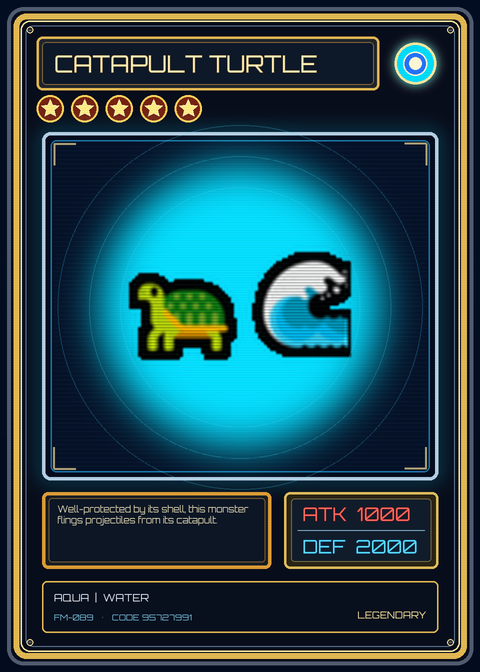 CATAPULT TURTLE
Well-protected by its shell, this monster
flings projectiles from its catapult.
ATK 1000
DEF 2000
AQUA | WATER
FM-089 · CODE 95727991
LEGENDARY